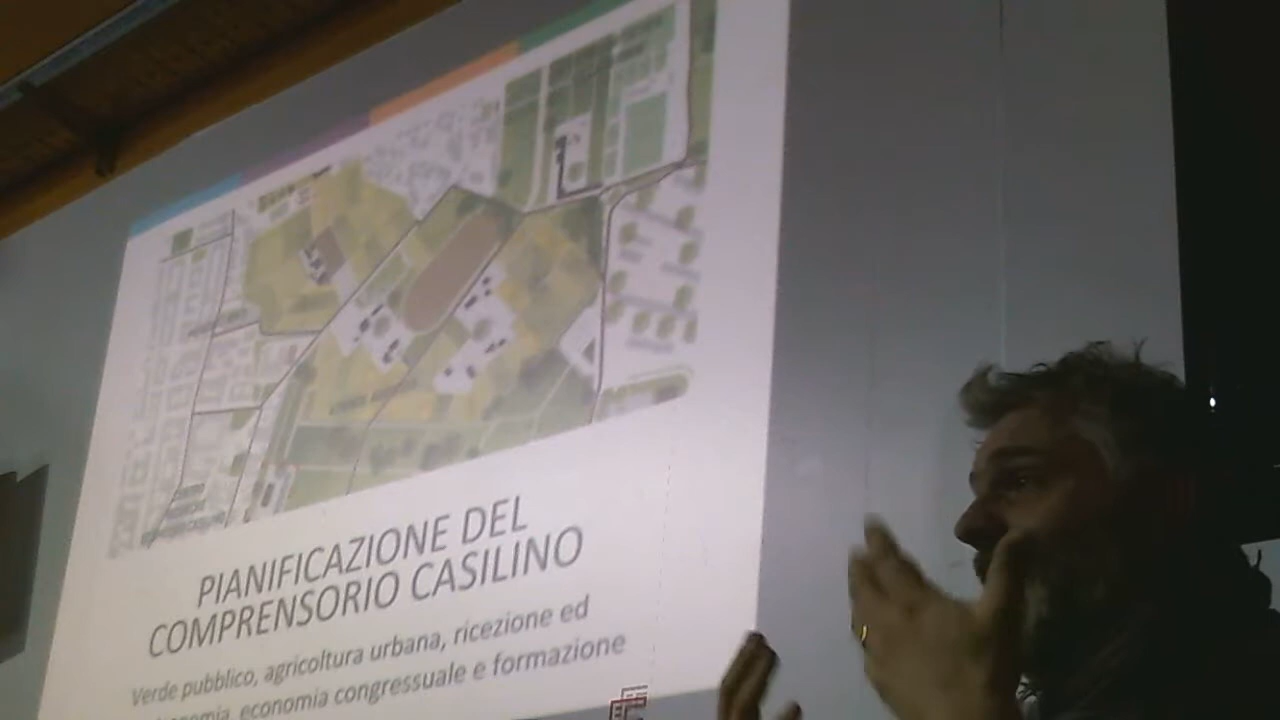 PIANIFICAZIONE DEL
COMPRENSORIO CASILINO
Verde pubblico, agricoltura urbana, ricezione ed
economia congressuale e formazione